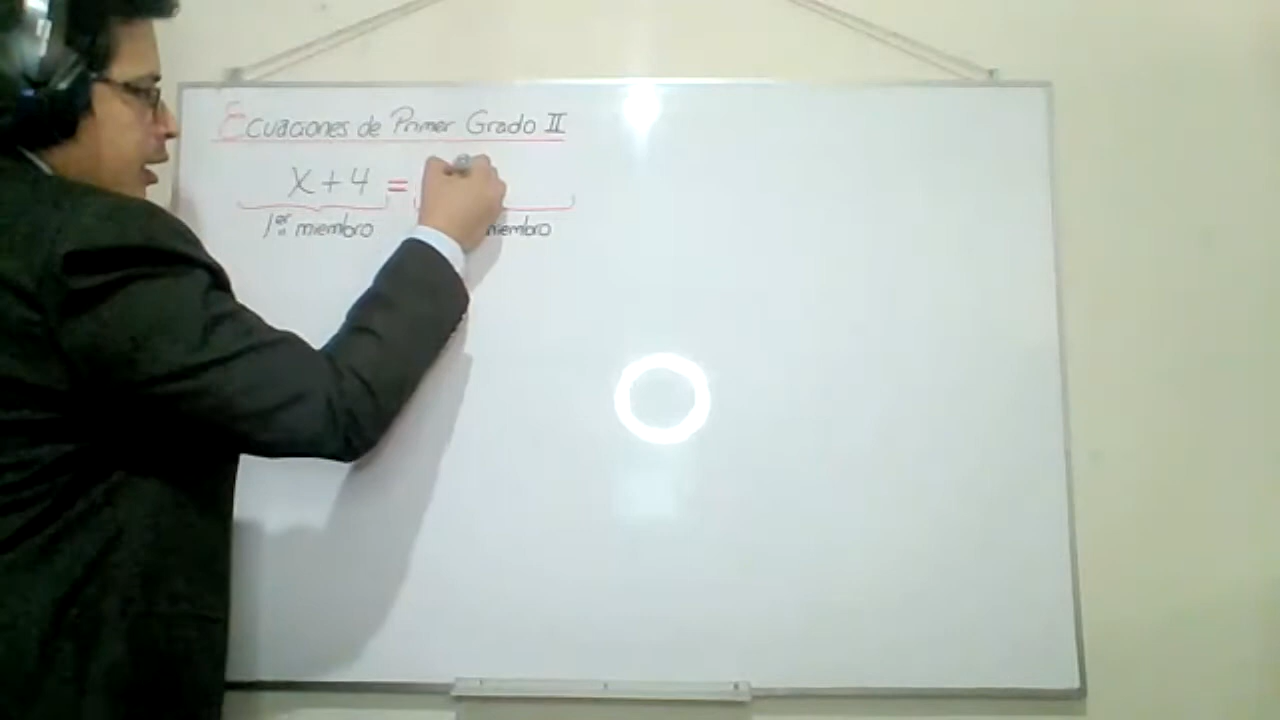 Ecuaciones de Primer Grado II
X + 4 =
1er miembro miembro